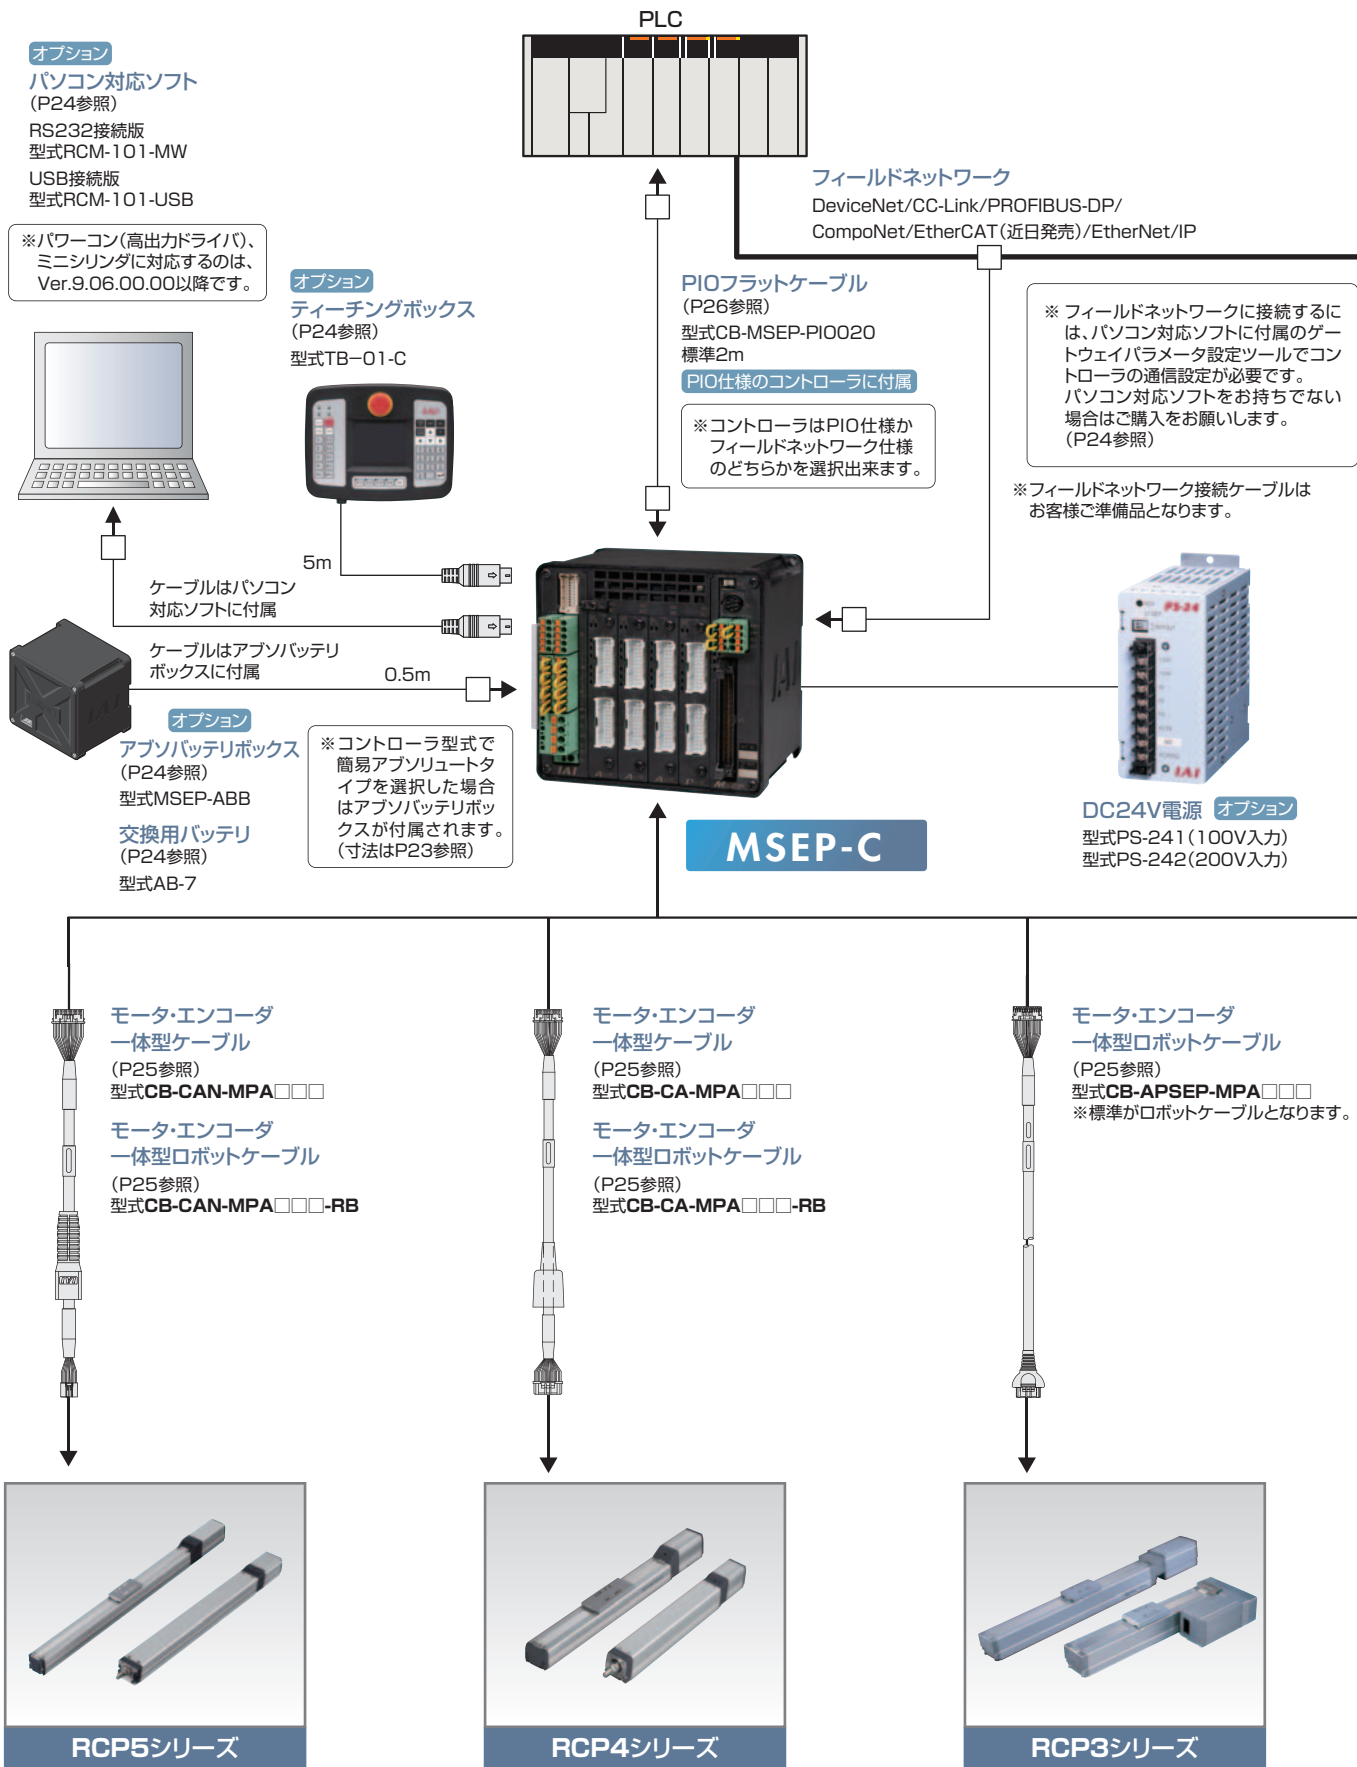 PLC
オプション
パソコン対応ソフト
(P24参照)
RS232接続版
型式RCM-101-MW
USB接続版
型式RCM-101-USB
※パワーコン(高出力ドライバ)、
ミニシリンダに対応するのは、
Ver.9.06.00.00以降です。
オプション
ティーチングボックス
(P24参照)
型式TB-01-C
フィールドネットワーク
DeviceNet/CC-Link/PROFIBUS-DP/
CompoNet/EtherCAT(近日発売)/EtherNet/IP
PIOフラットケーブル
(P26参照)
型式CB-MSEP-PIO020
標準2m
PIO仕様のコントローラに付属
※コントローラはPIO仕様か
フィールドネットワーク仕様
のどちらかを選択出来ます。
※ フィールドネットワークに接続するに
は、パソコン対応ソフトに付属のゲー
トウェイパラメータ設定ツールでコン
トローラの通信設定が必要です。
パソコン対応ソフトをお持ちでない
場合はご購入をお願いします。
(P24参照)
※フィールドネットワーク接続ケーブルは
お客様ご準備品となります。
5m
ケーブルはパソコン
対応ソフトに付属
ケーブルはアブソバッテリ
ボックスに付属
0.5m
オプション
アブソバッテリボックス
(P24参照)
型式MSEP-ABB
交換用バッテリ
(P24参照)
型式AB-7
※コントローラ型式で
簡易アブソリュートタ
イプを選択した場合
はアブソバッテリボッ
クスが付属されます。
(寸法はP23参照)
IAI
IAI
IAI
PS-24
IAI
MSEP-C
DC24V電源 オプション
型式PS-241(100V入力)
型式PS-242(200V入力)
モータ・エンコーダ
一体型ケーブル
(P25参照)
型式CB-CAN-MPA□□□
モータ・エンコーダ
一体型ロボットケーブル
(P25参照)
型式CB-CAN-MPA□□□-RB
モータ・エンコーダ
一体型ケーブル
(P25参照)
型式CB-CA-MPA□□□
モータ・エンコーダ
一体型ロボットケーブル
(P25参照)
型式CB-CA-MPA□□□-RB
モータ・エンコーダ
一体型ロボットケーブル
(P25参照)
型式CB-APSEP-MPA□□□
※標準がロボットケーブルとなります。
RCP5シリーズ
RCP4シリーズ
RCP3シリーズ